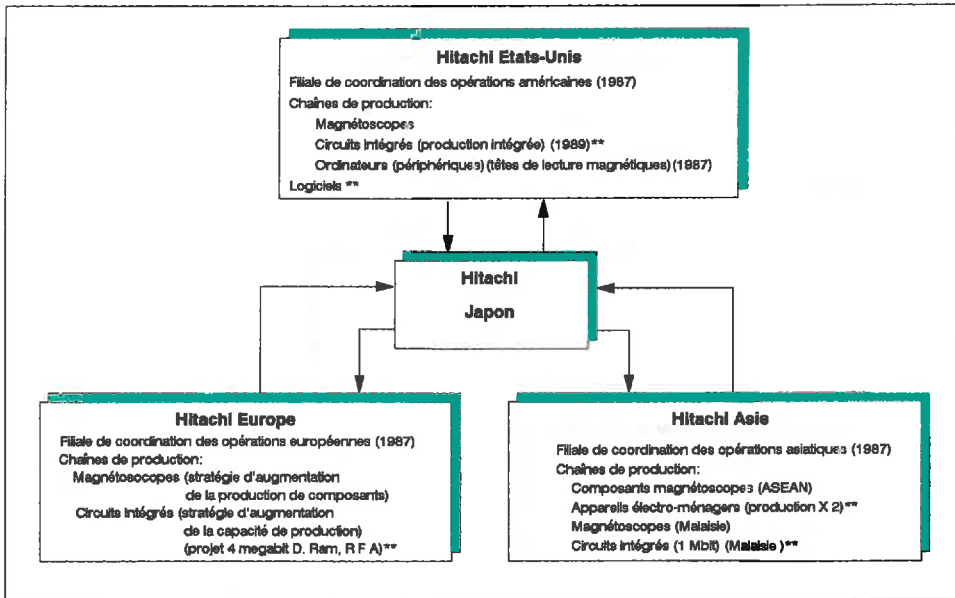 Hitachi Etats-Unis
Filiale de coordination des opérations américaines (1987)
Chaînes de production:
Magnétoscopes
Circuits intégrés (production intégrée) (1989)**
Ordinateurs (périphériques) (têtes de lecture magnétiques) (1987)
Logiciels **
Hitachi
Japon
Hitachi Europe
Filiale de coordination des opérations européennes (1987)
Chaînes de production:
Magnétosocopes (stratégie d'augmentation
de la production de composants)
Circuits intégrés (stratégie d'augmentation
de la capacité de production)
(projet 4 megabit D. Ram, R F A)**
Hitachi Asie
Filiale de coordination des opérations asiatiques (1987)
Chaînes de production:
Composants magnétoscopes (ASEAN)
Appareils électro-ménagers (production X 2)**
Magnétoscopes (Malaisie)
Circuits intégrés (1 Mbit) (Malaisie )**